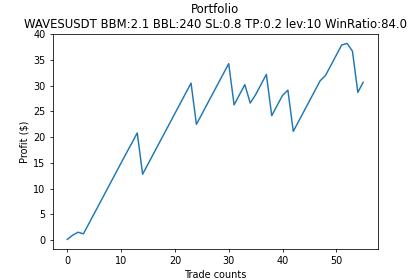 Portfolio
WAVESUSDT BBM:2.1 BBL:240 SL:0.8 TP:0.2 lev:10 WinRatio:84.0
40
35
30
25
20
15
10
5
0
Profit ($)
0 10 20 30 40 50
Trade counts